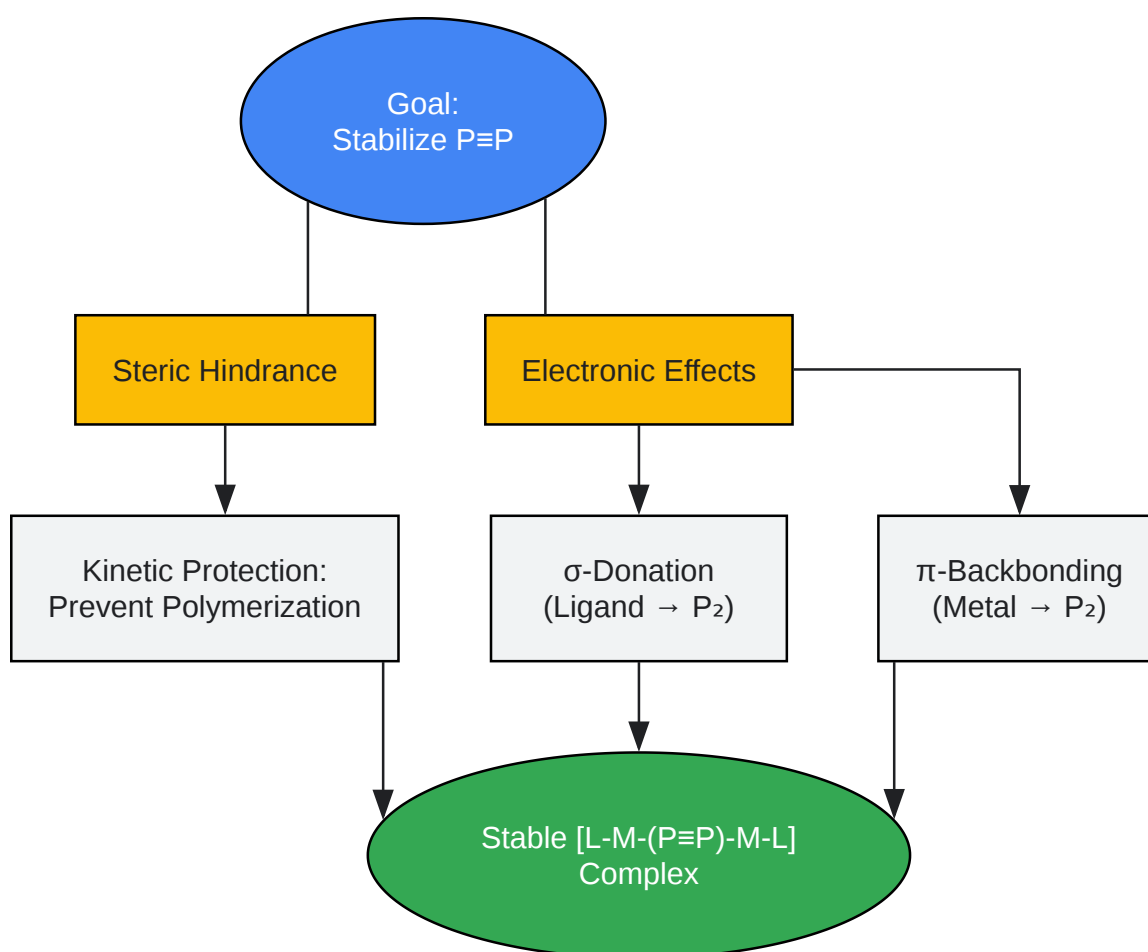 Goal:
Stabilize P≡P
Steric Hindrance
Electronic Effects
Kinetic Protection:
Prevent Polymerization
σ-Donation
(Ligand → P₂)
π-Backbonding
(Metal → P₂)
Stable [L-M-(P≡P)-M-L]
Complex